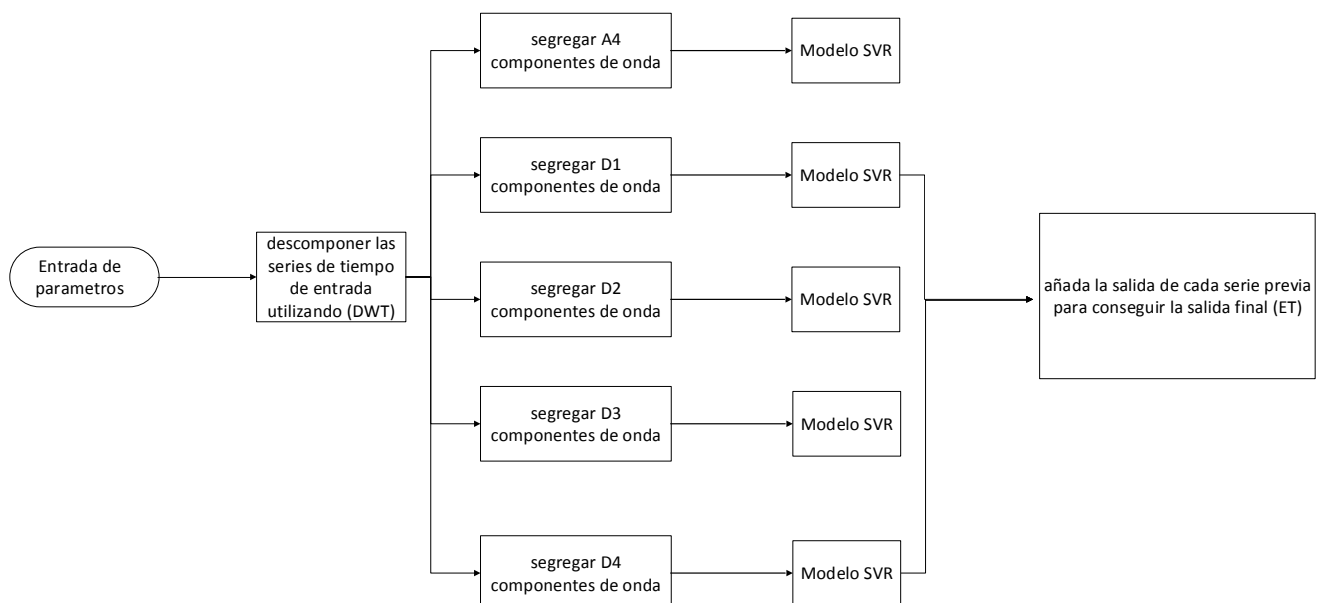 Entrada de
parametros
descomponer las
series de tiempo
de entrada
utilizando (DWT)
segregar A4
componentes de onda
Modelo SVR
segregar D1
componentes de onda
Modelo SVR
segregar D2
componentes de onda
Modelo SVR
segregar D3
componentes de onda
Modelo SVR
segregar D4
componentes de onda
Modelo SVR
añada la salida de cada serie previa
para conseguir la salida final (ET)